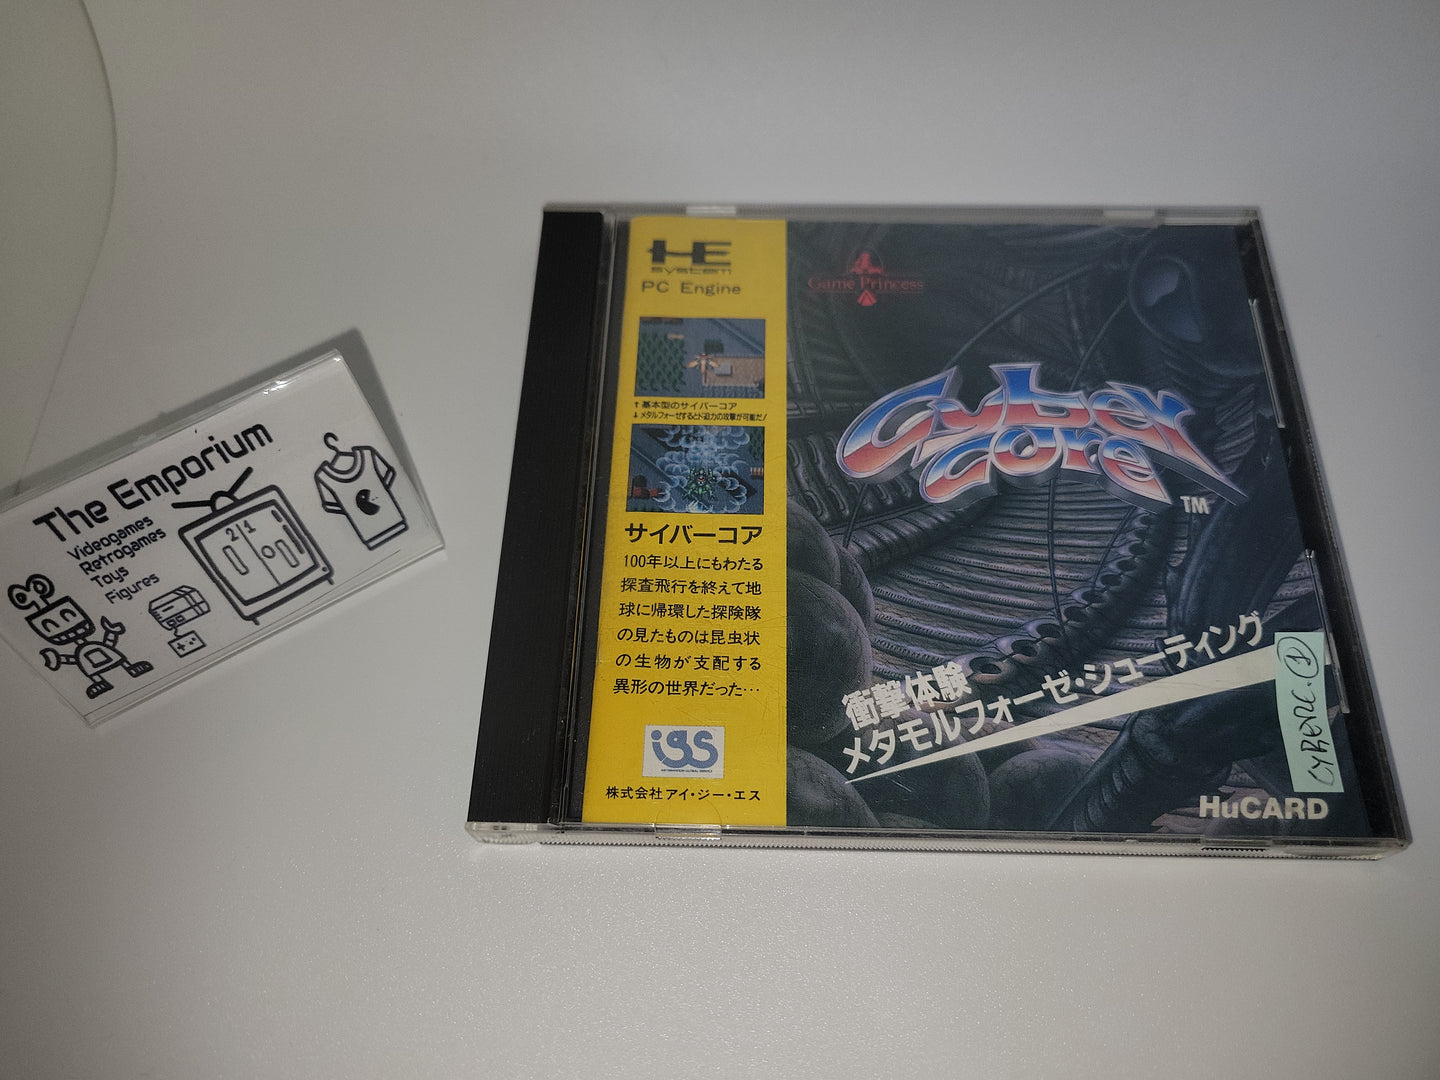 The Emporium
Videogames
Retrogames
Toys
Figures
2 1
HE
system
PC Engine
↑基本型のサイバーコア
↓メタルフォーゼするとド迫力の攻撃が可能だ!
サイバーコア
100年以上にもわたる
探査飛行を終えて地
球に帰環した探険隊
の見たものは昆虫状
の生物が支配する
異形の世界だった…
igs
INFORMATION GLOBAL SERVICE
株式会社アイ・ジー・エス
Game Princess
Cyber
Core
TM
衝撃体験
メタモルフォーゼ・シューティング
HuCARD